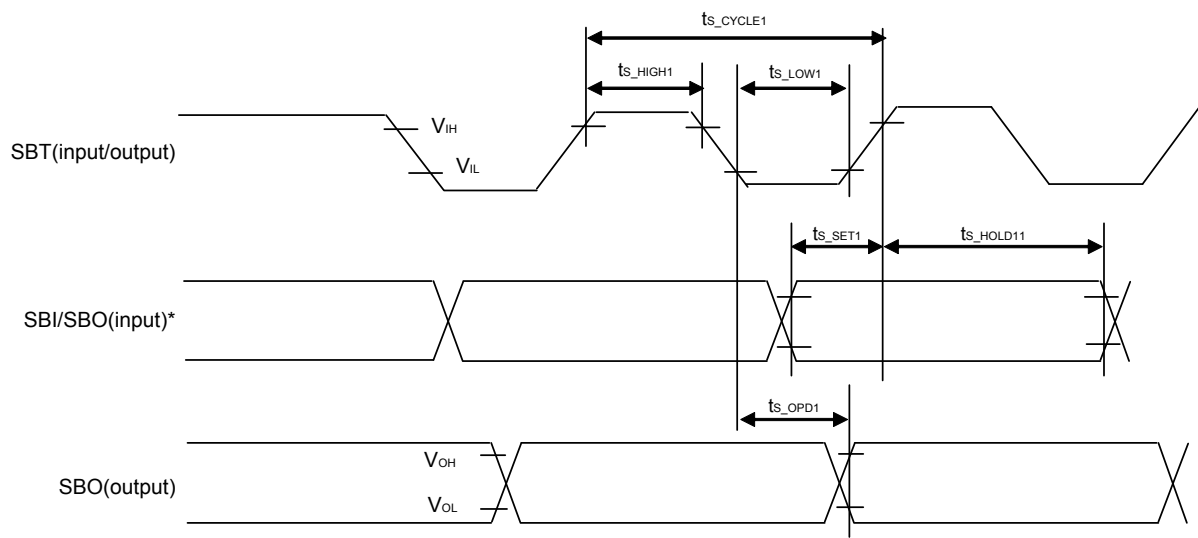 tS_CYCLE1
tS_HIGH1
tS_LOW1
VIH
SBT(input/output)
VIL
tS_SET1
tS_HOLD11
SBI/SBO(input)*
tS_OPD1
VOH
SBO(output)
VOL